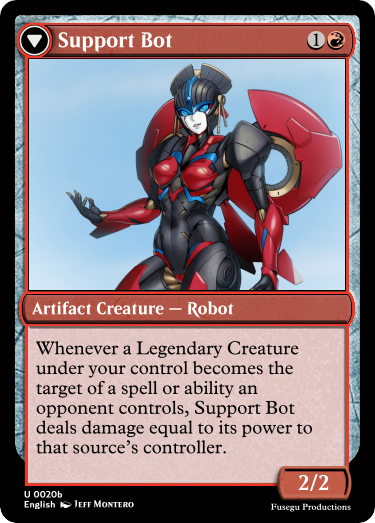 Support Bot
1
Artifact Creature — Robot
Whenever a Legendary Creature
under your control becomes the
target of a spell or ability an
opponent controls, Support Bot
deals damage equal to its power to
that source's controller.
2/2
U 0020b
English Jeff Montero
Fusegu Productions